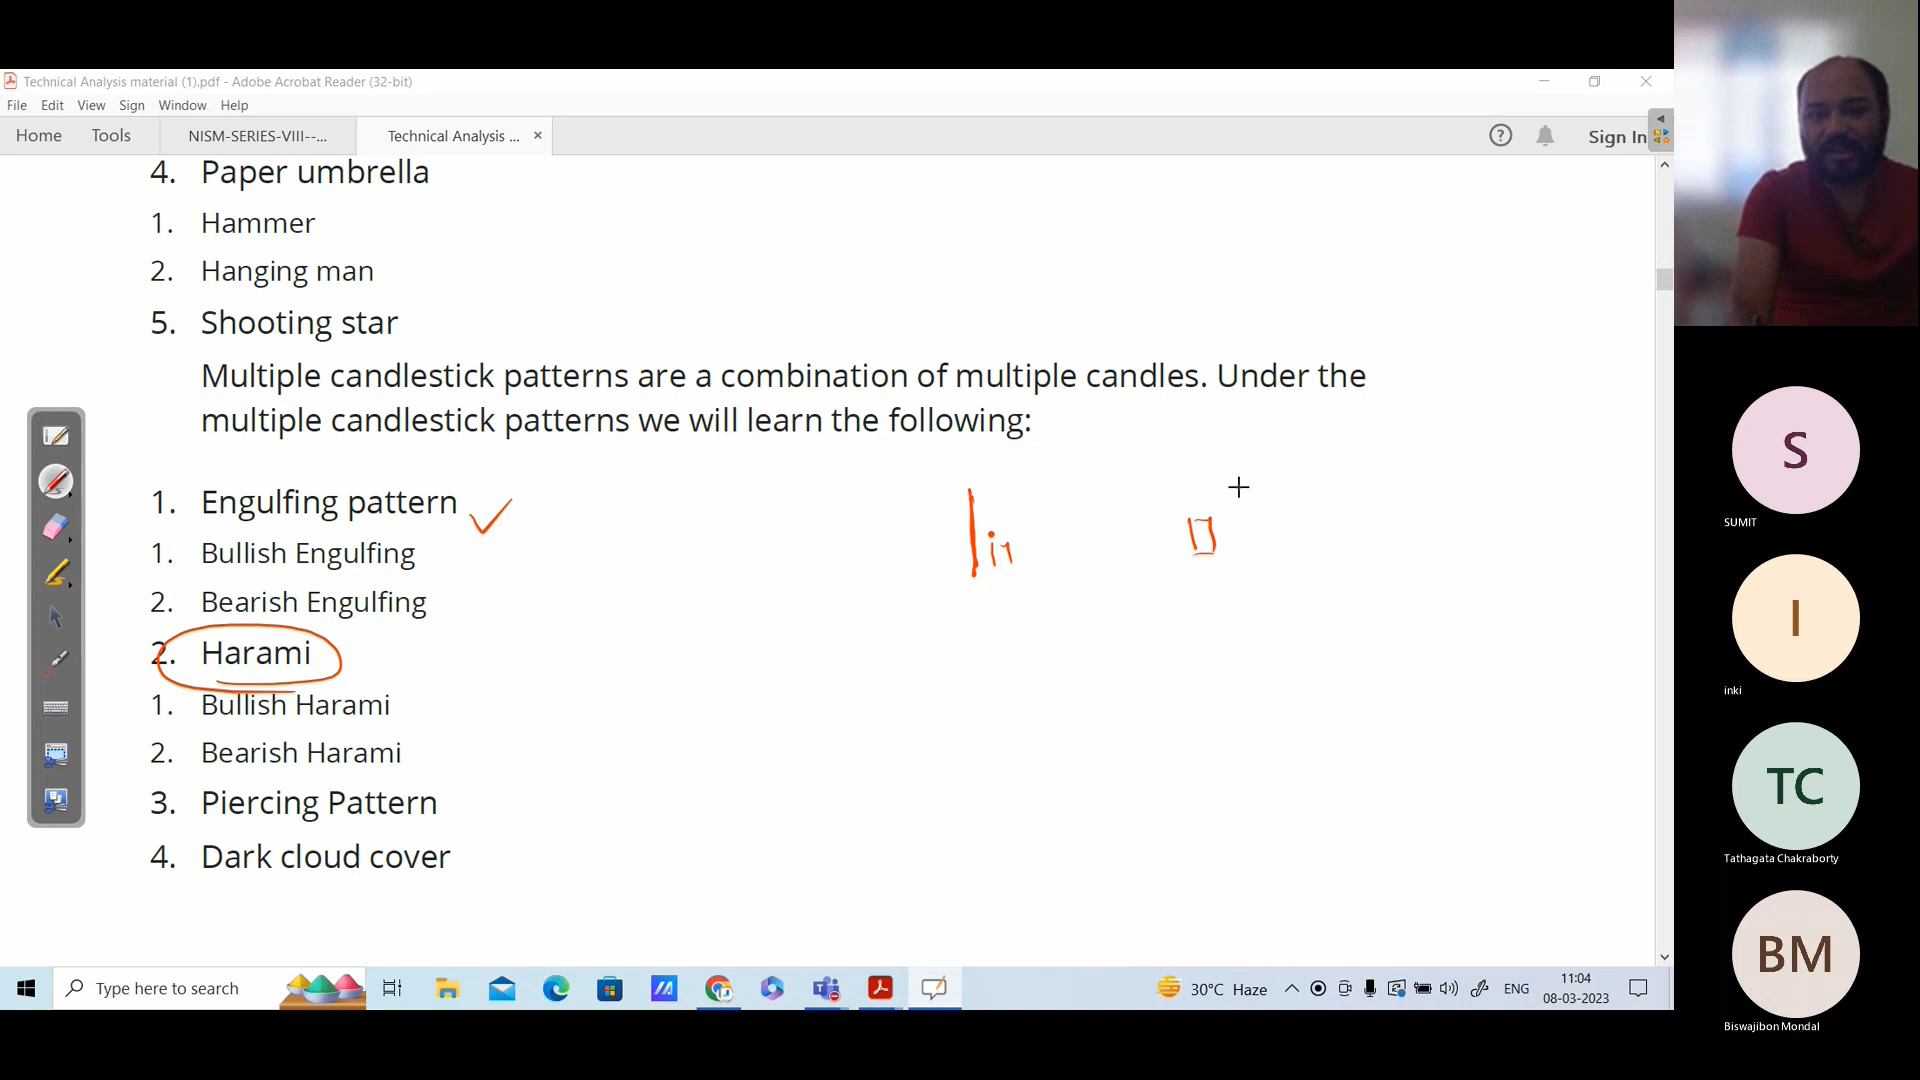 Technical Analysis material (1).pdf - Adobe Acrobat Reader (32-bit)
File Edit View Sign Window Help
Home Tools NISM-SERIES-VIII--... Technical Analysis ... Sign In
4. Paper umbrella
1. Hammer
2. Hanging man
5. Shooting star
Multiple candlestick patterns are a combination of multiple candles. Under the
multiple candlestick patterns we will learn the following:
1. Engulfing pattern
1. Bullish Engulfing
2. Bearish Engulfing
2. Harami
1. Bullish Harami
2. Bearish Harami
3. Piercing Pattern
4. Dark cloud cover
S
SUMIT
I
inki
TC
Tathagata Chakraborty
BM
Biswajibon Mondal
Type here to search
30°C Haze
ENG
11:04
08-03-2023